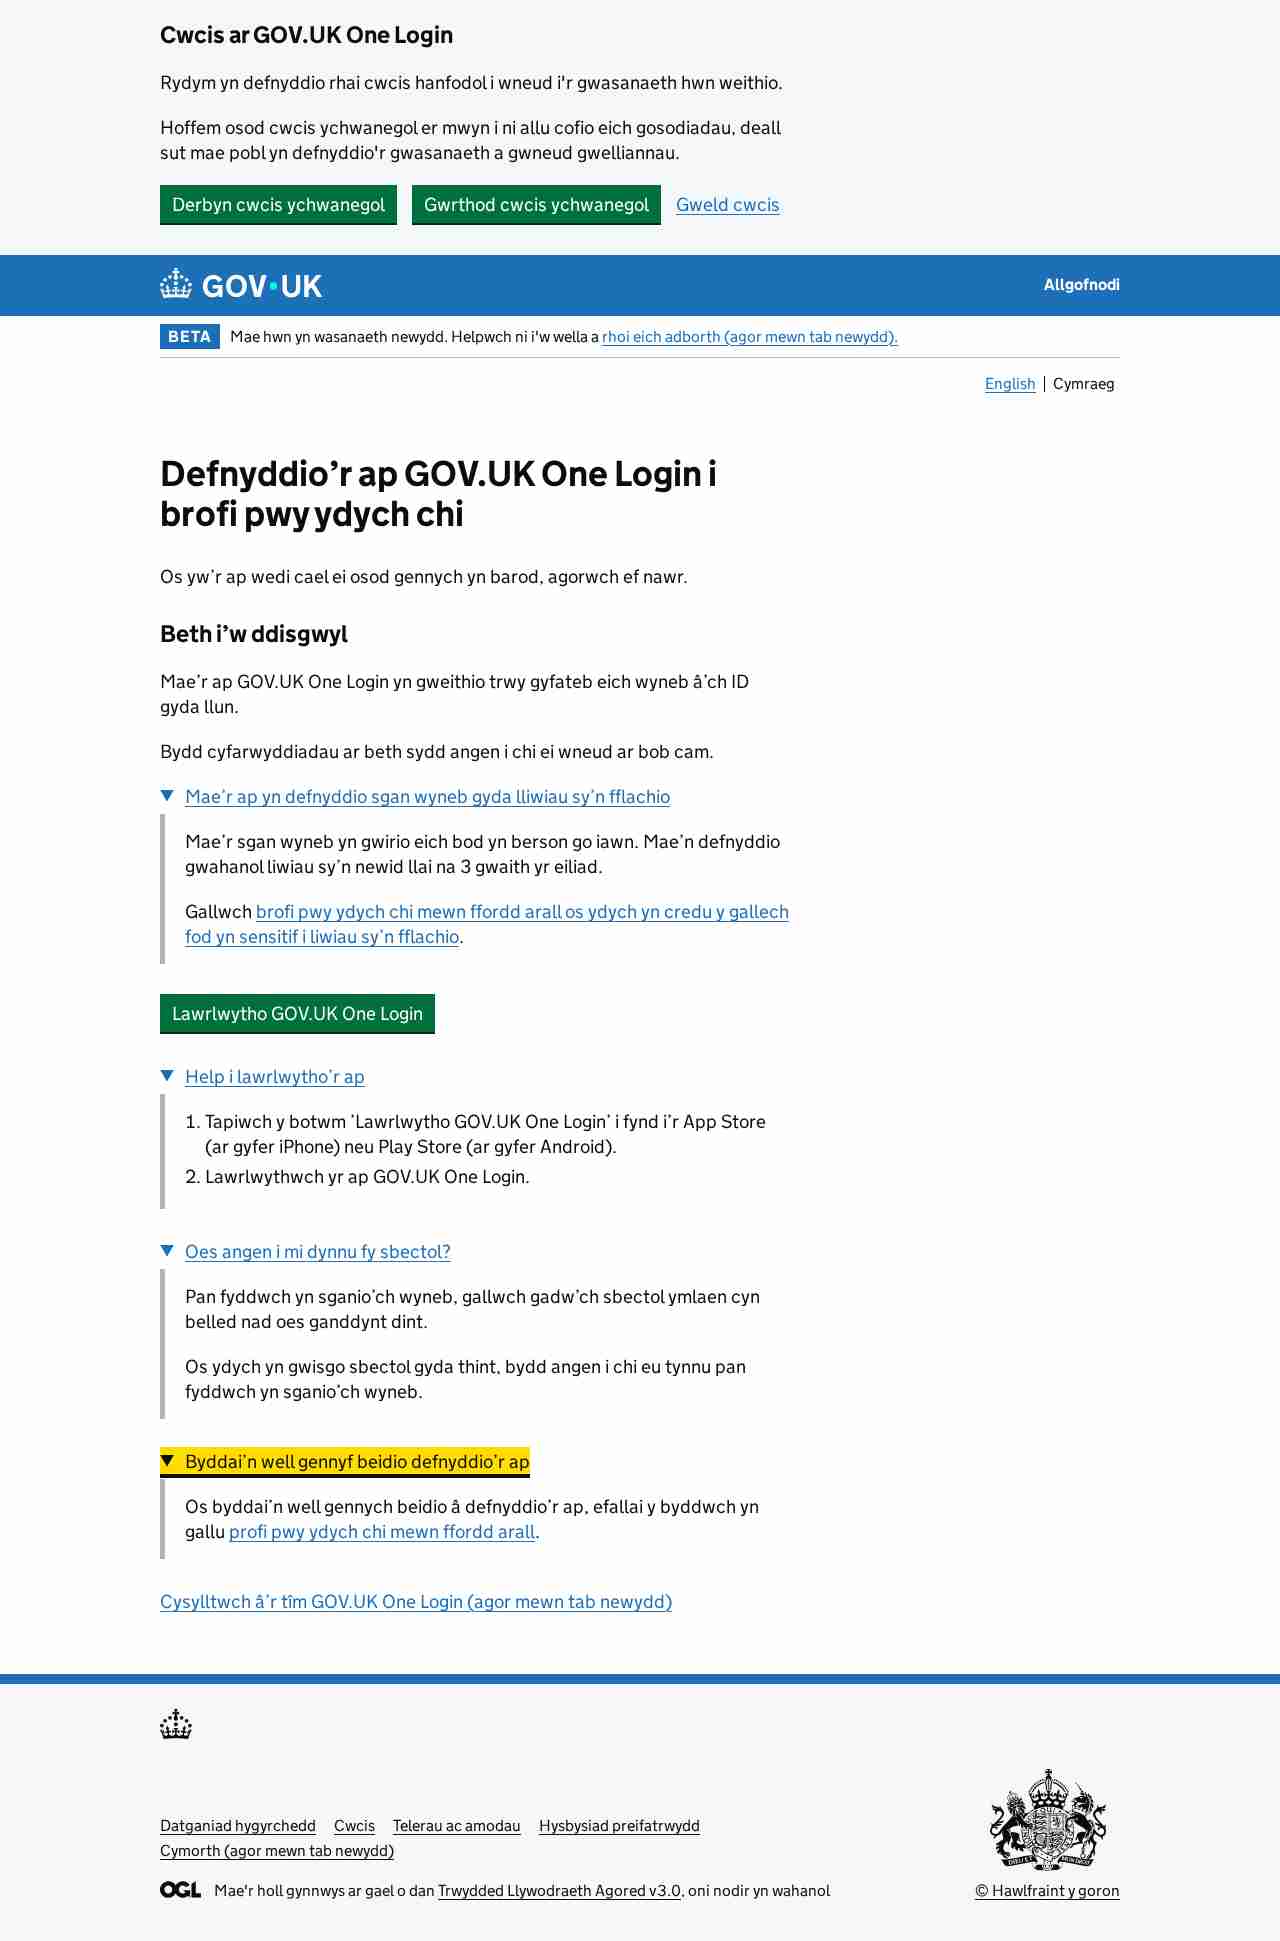 Cwcis ar GOV.UK One Login
Rydym yn defnyddio rhai cwcis hanfodol i wneud i'r gwasanaeth hwn weithio.
Hoffem osod cwcis ychwanegol er mwyn i ni allu cofio eich gosodiadau, deall
sut mae pobl yn defnyddio'r gwasanaeth a gwneud gwelliannau.
Derbyn cwcis ychwanegol
Gwrthod cwcis ychwanegol
Gweld cwcis
GOV·UK
Allgofnodi
BETA Mae hwn yn wasanaeth newydd. Helpwch ni i'w wella a rhoi eich adborth (agor mewn tab newydd).
English | Cymraeg
Defnyddio’r ap GOV.UK One Login i
brofi pwy ydych chi
Os yw’r ap wedi cael ei osod gennych yn barod, agorwch ef nawr.
Beth i’w ddisgwyl
Mae’r ap GOV.UK One Login yn gweithio trwy gyfateb eich wyneb â’ch ID
gyda llun.
Bydd cyfarwyddiadau ar beth sydd angen i chi ei wneud ar bob cam.
Mae’r ap yn defnyddio sgan wyneb gyda lliwiau sy’n fflachio
Mae’r sgan wyneb yn gwirio eich bod yn berson go iawn. Mae’n defnyddio
gwahanol liwiau sy’n newid llai na 3 gwaith yr eiliad.
Gallwch brofi pwy ydych chi mewn ffordd arall os ydych yn credu y gallech
fod yn sensitif i liwiau sy’n fflachio.
Lawrlwytho GOV.UK One Login
Help i lawrlwytho’r ap
1. Tapiwch y botwm ‘Lawrlwytho GOV.UK One Login’ i fynd i’r App Store
(ar gyfer iPhone) neu Play Store (ar gyfer Android).
2. Lawrlwythwch yr ap GOV.UK One Login.
Oes angen i mi dynnu fy sbectol?
Pan fyddwch yn sganio’ch wyneb, gallwch gadw’ch sbectol ymlaen cyn
belled nad oes ganddynt dint.
Os ydych yn gwisgo sbectol gyda thint, bydd angen i chi eu tynnu pan
fyddwch yn sganio’ch wyneb.
Byddai’n well gennyf beidio defnyddio’r ap
Os byddai’n well gennych beidio â defnyddio’r ap, efallai y byddwch yn
gallu profi pwy ydych chi mewn ffordd arall.
Cysylltwch â’r tîm GOV.UK One Login (agor mewn tab newydd)
Datganiad hygyrchedd Cwcis Telerau ac amodau Hysbysiad preifatrwydd
Cymorth (agor mewn tab newydd)
OGL Mae'r holl gynnwys ar gael o dan Trwydded Llywodraeth Agored v3.0, oni nodir yn wahanol
© Hawlfraint y goron